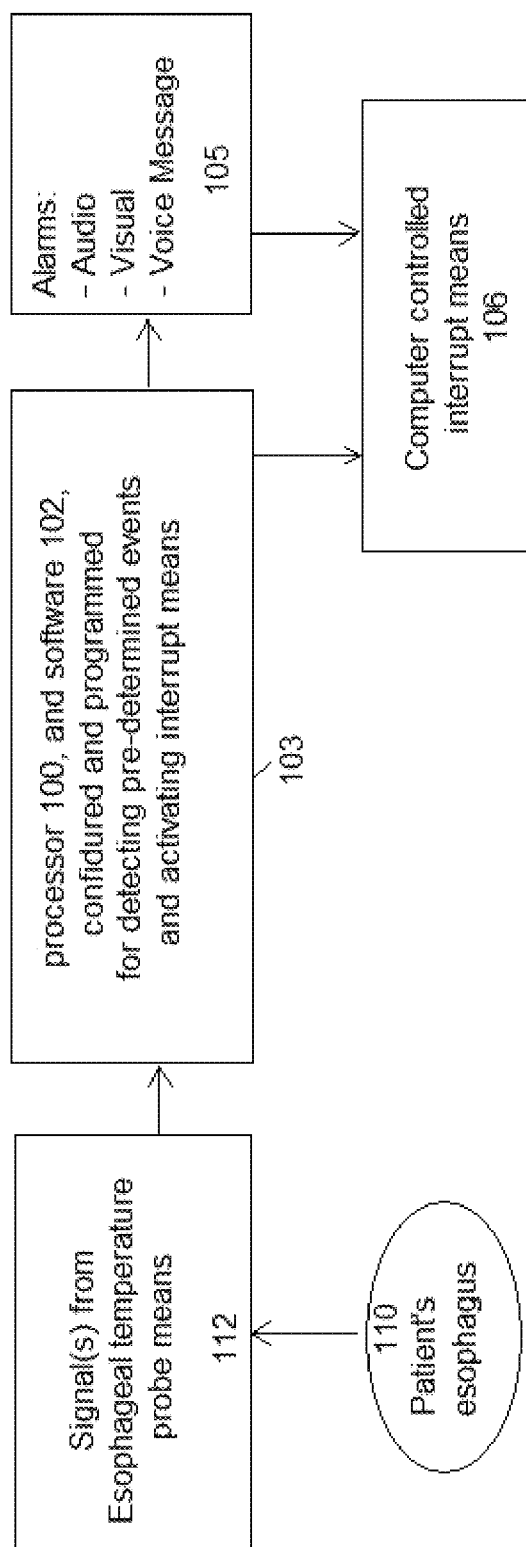 Signal(s) from
Esophageal temperature
probe means
112
110
Patient's
esophagus
processor 100, and software 102,
confidured and programmed
for detecting pre-determined events
and activating interrupt means
103
Alarms:
- Audio
- Visual
- Voice Message
105
Computer controlled
interrupt means
106